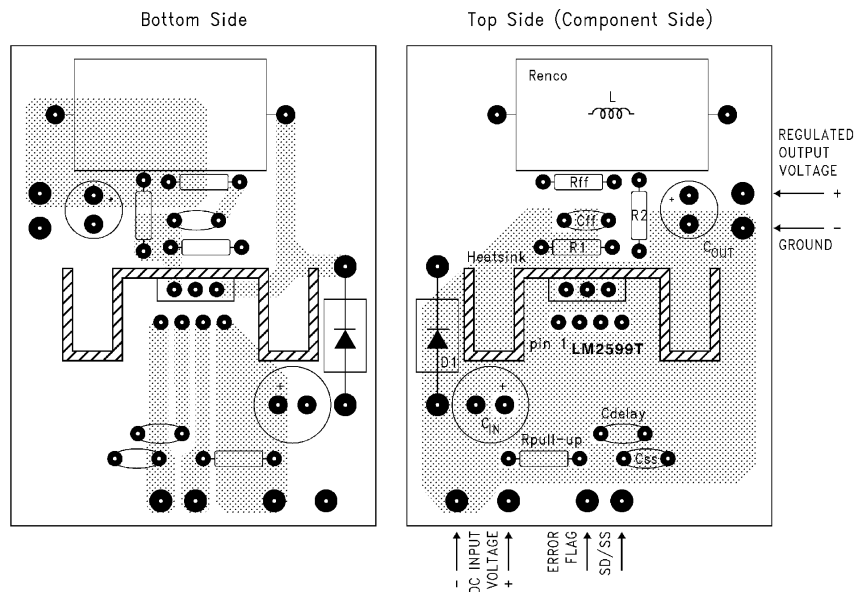 Bottom Side
Top Side (Component Side)
Renco
L
REGULATED
OUTPUT
VOLTAGE
+
+
Rff
+
Cff
R2
-
GROUND
R1
COUT
Heatsink
pin 1
LM2599T
D1
+
+
CIN
Cdelay
Rpull-up
Css
-
DC INPUT
VOLTAGE
+
ERROR
FLAG
SD/SS